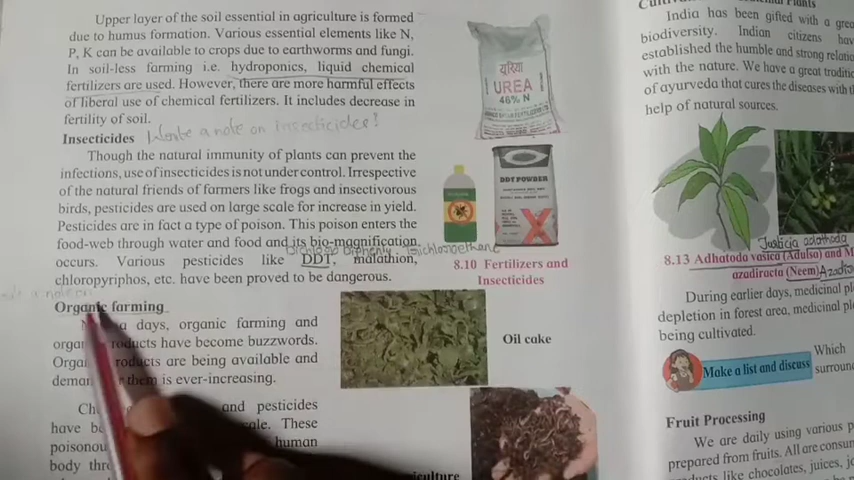 Upper layer of the soil essential in agriculture is formed
due to humus formation. Various essential elements like N,
P, K can be available to crops due to earthworms and fungi.
In soil-less farming i.e. hydroponics, liquid chemical
fertilizers are used. However, there are more harmful effects
of liberal use of chemical fertilizers. It includes decrease in
fertility of soil.
Insecticides Write a note on Insecticides!
Though the natural immunity of plants can prevent the
infections, use of insecticides is not under control. Irrespective
of the natural friends of farmers like frogs and insectivorous
birds, pesticides are used on large scale for increase in yield.
Pesticides are in fact a type of poison. This poison enters the
food-web through water and food and its bio-magnification
occurs. Various pesticides like DDT, malathion,
chloropyriphos, etc. have been proved to be dangerous.
Organic farming
days, organic farming and
products have become buzzwords.
products are being available and
them is ever-increasing.
and pesticides
have be
These
poisonou
human
body thr
यूरिया
UREA
46% N
DDT POWDER
8.10 Fertilizers and
Insecticides
Oil cake
India has been gifted with a grea
biodiversity. Indian citizens hav
established the humble and strong relatio
with the nature. We have a great tradit
of ayurveda that cures the diseases with t
help of natural sources.
Justicia adathoda
8.13 Adhatoda vasica (Adulsa) and M
azadiracta (Neem)
During earlier days, medicinal pl
depletion in forest area, medicinal pl
being cultivated.
Make a list and discuss
Which
surroun
Fruit Processing
We are daily using various p
prepared from fruits. All are consum
products like chocolates, juices, j